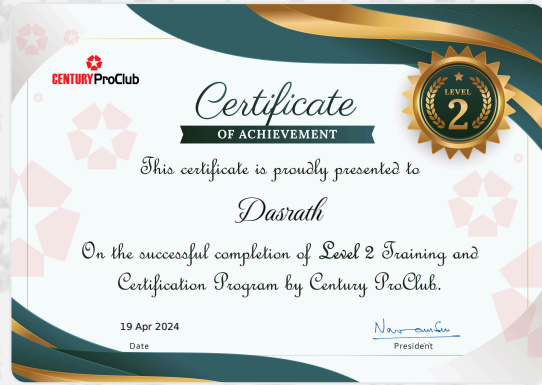 CENTURY ProClub
Certificate
OF ACHIEVEMENT
LEVEL
2
This certificate is proudly presented to
Dasrath
On the successful completion of Level 2 Training and
Certification Program by Century ProClub.
19 Apr 2024
Date
President